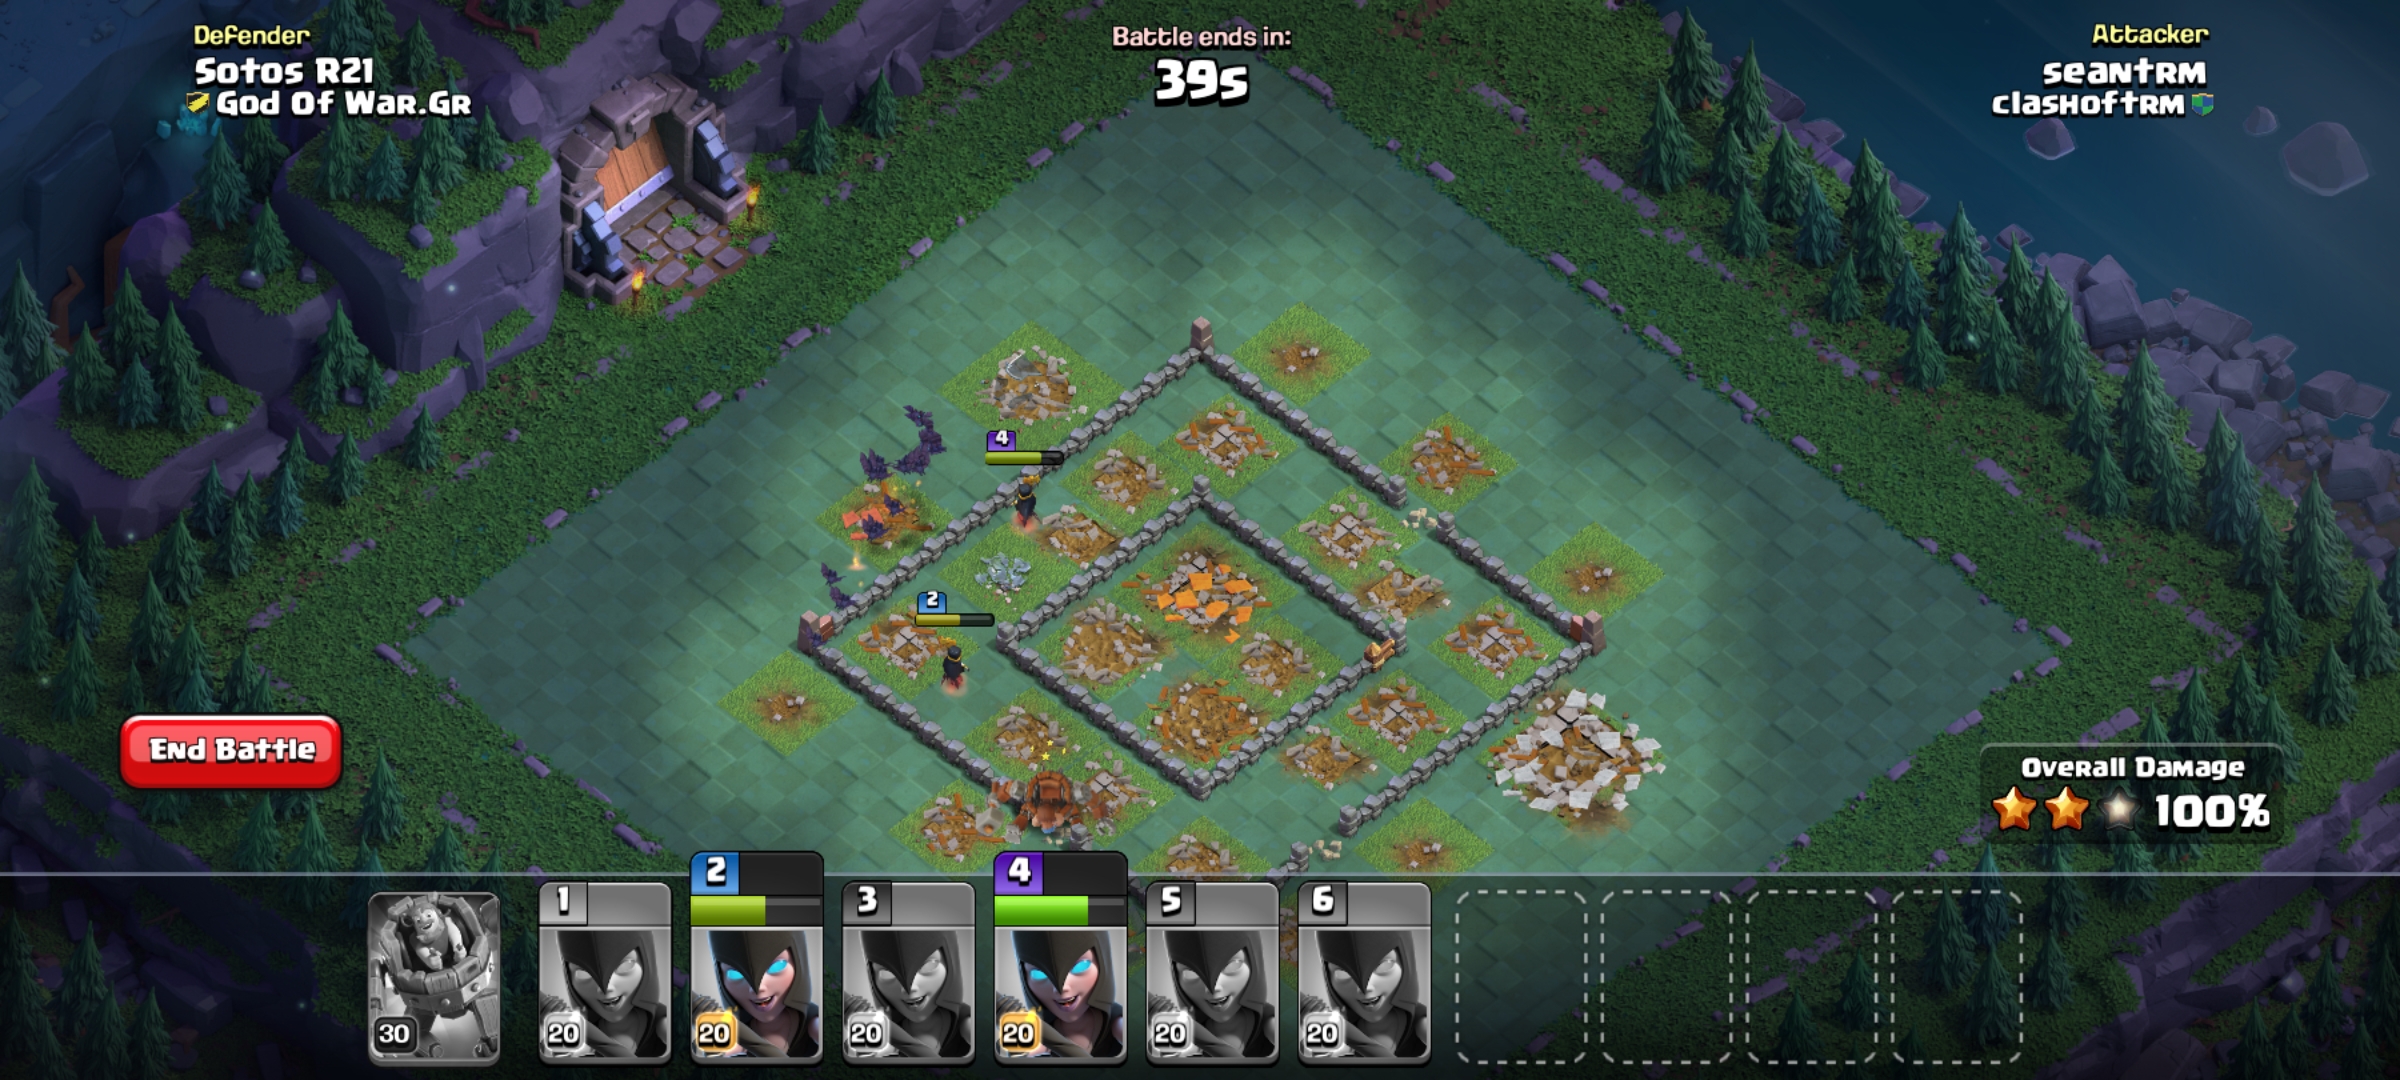 Defender
Sotos R21
God Of War.Gr
Battle ends in:
39s
Attacker
seantRM
clashoftRM
4
2
End Battle
Overall Damage
100%
30
1
20
2
20
3
20
4
20
5
20
6
20